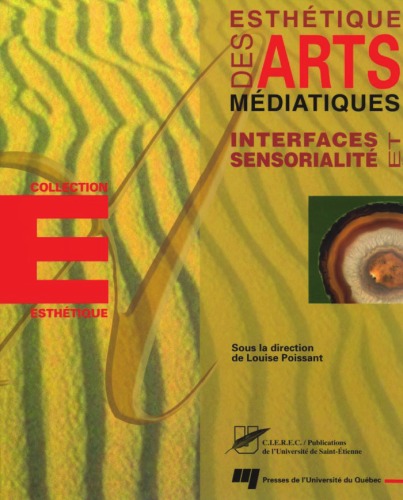 ESTHÉTIQUE
DES ARTS
MÉDIATIQUES
INTERFACES
ET
SENSORIALITÉ
COLLECTION
E
ESTHÉTIQUE
Sous la direction
de Louise Poissant
C.I.E.R.E.C. / Publications
de l'Université de Saint-Étienne
Presses de l'Université du Québec